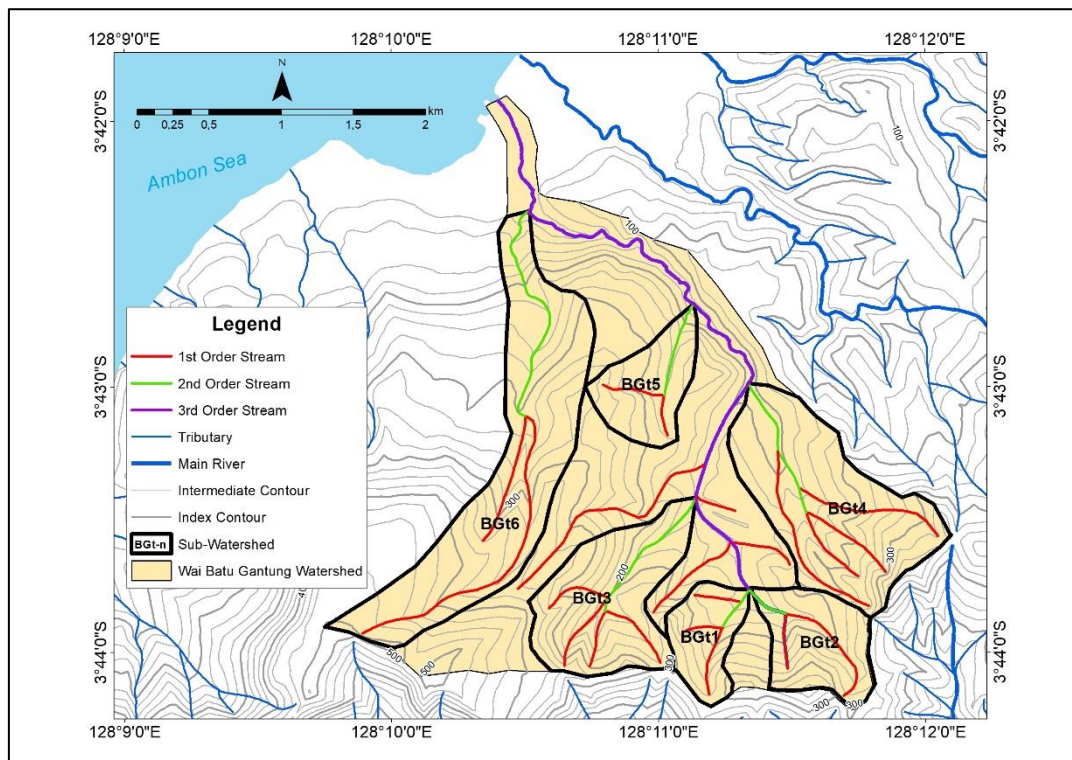 128°9'0"E 128°10'0"E 128°11'0"E 128°12'0"E
N
km
0 0,25 0,5 1 1,5 2
3°42'0"S 3°42'0"S
Ambon Sea
100
100
Legend
1st Order Stream
2nd Order Stream
3rd Order Stream
Tributary
Main River
Intermediate Contour
Index Contour
BGt-n Sub-Watershed
Wai Batu Gantung Watershed
3°43'0"S 3°43'0"S
BGt5
300
BGt6
BGt4
300
200
BGt3
BGt1
BGt2
3°44'0"S 3°44'0"S
500
500
300
300
300
128°9'0"E 128°10'0"E 128°11'0"E 128°12'0"E